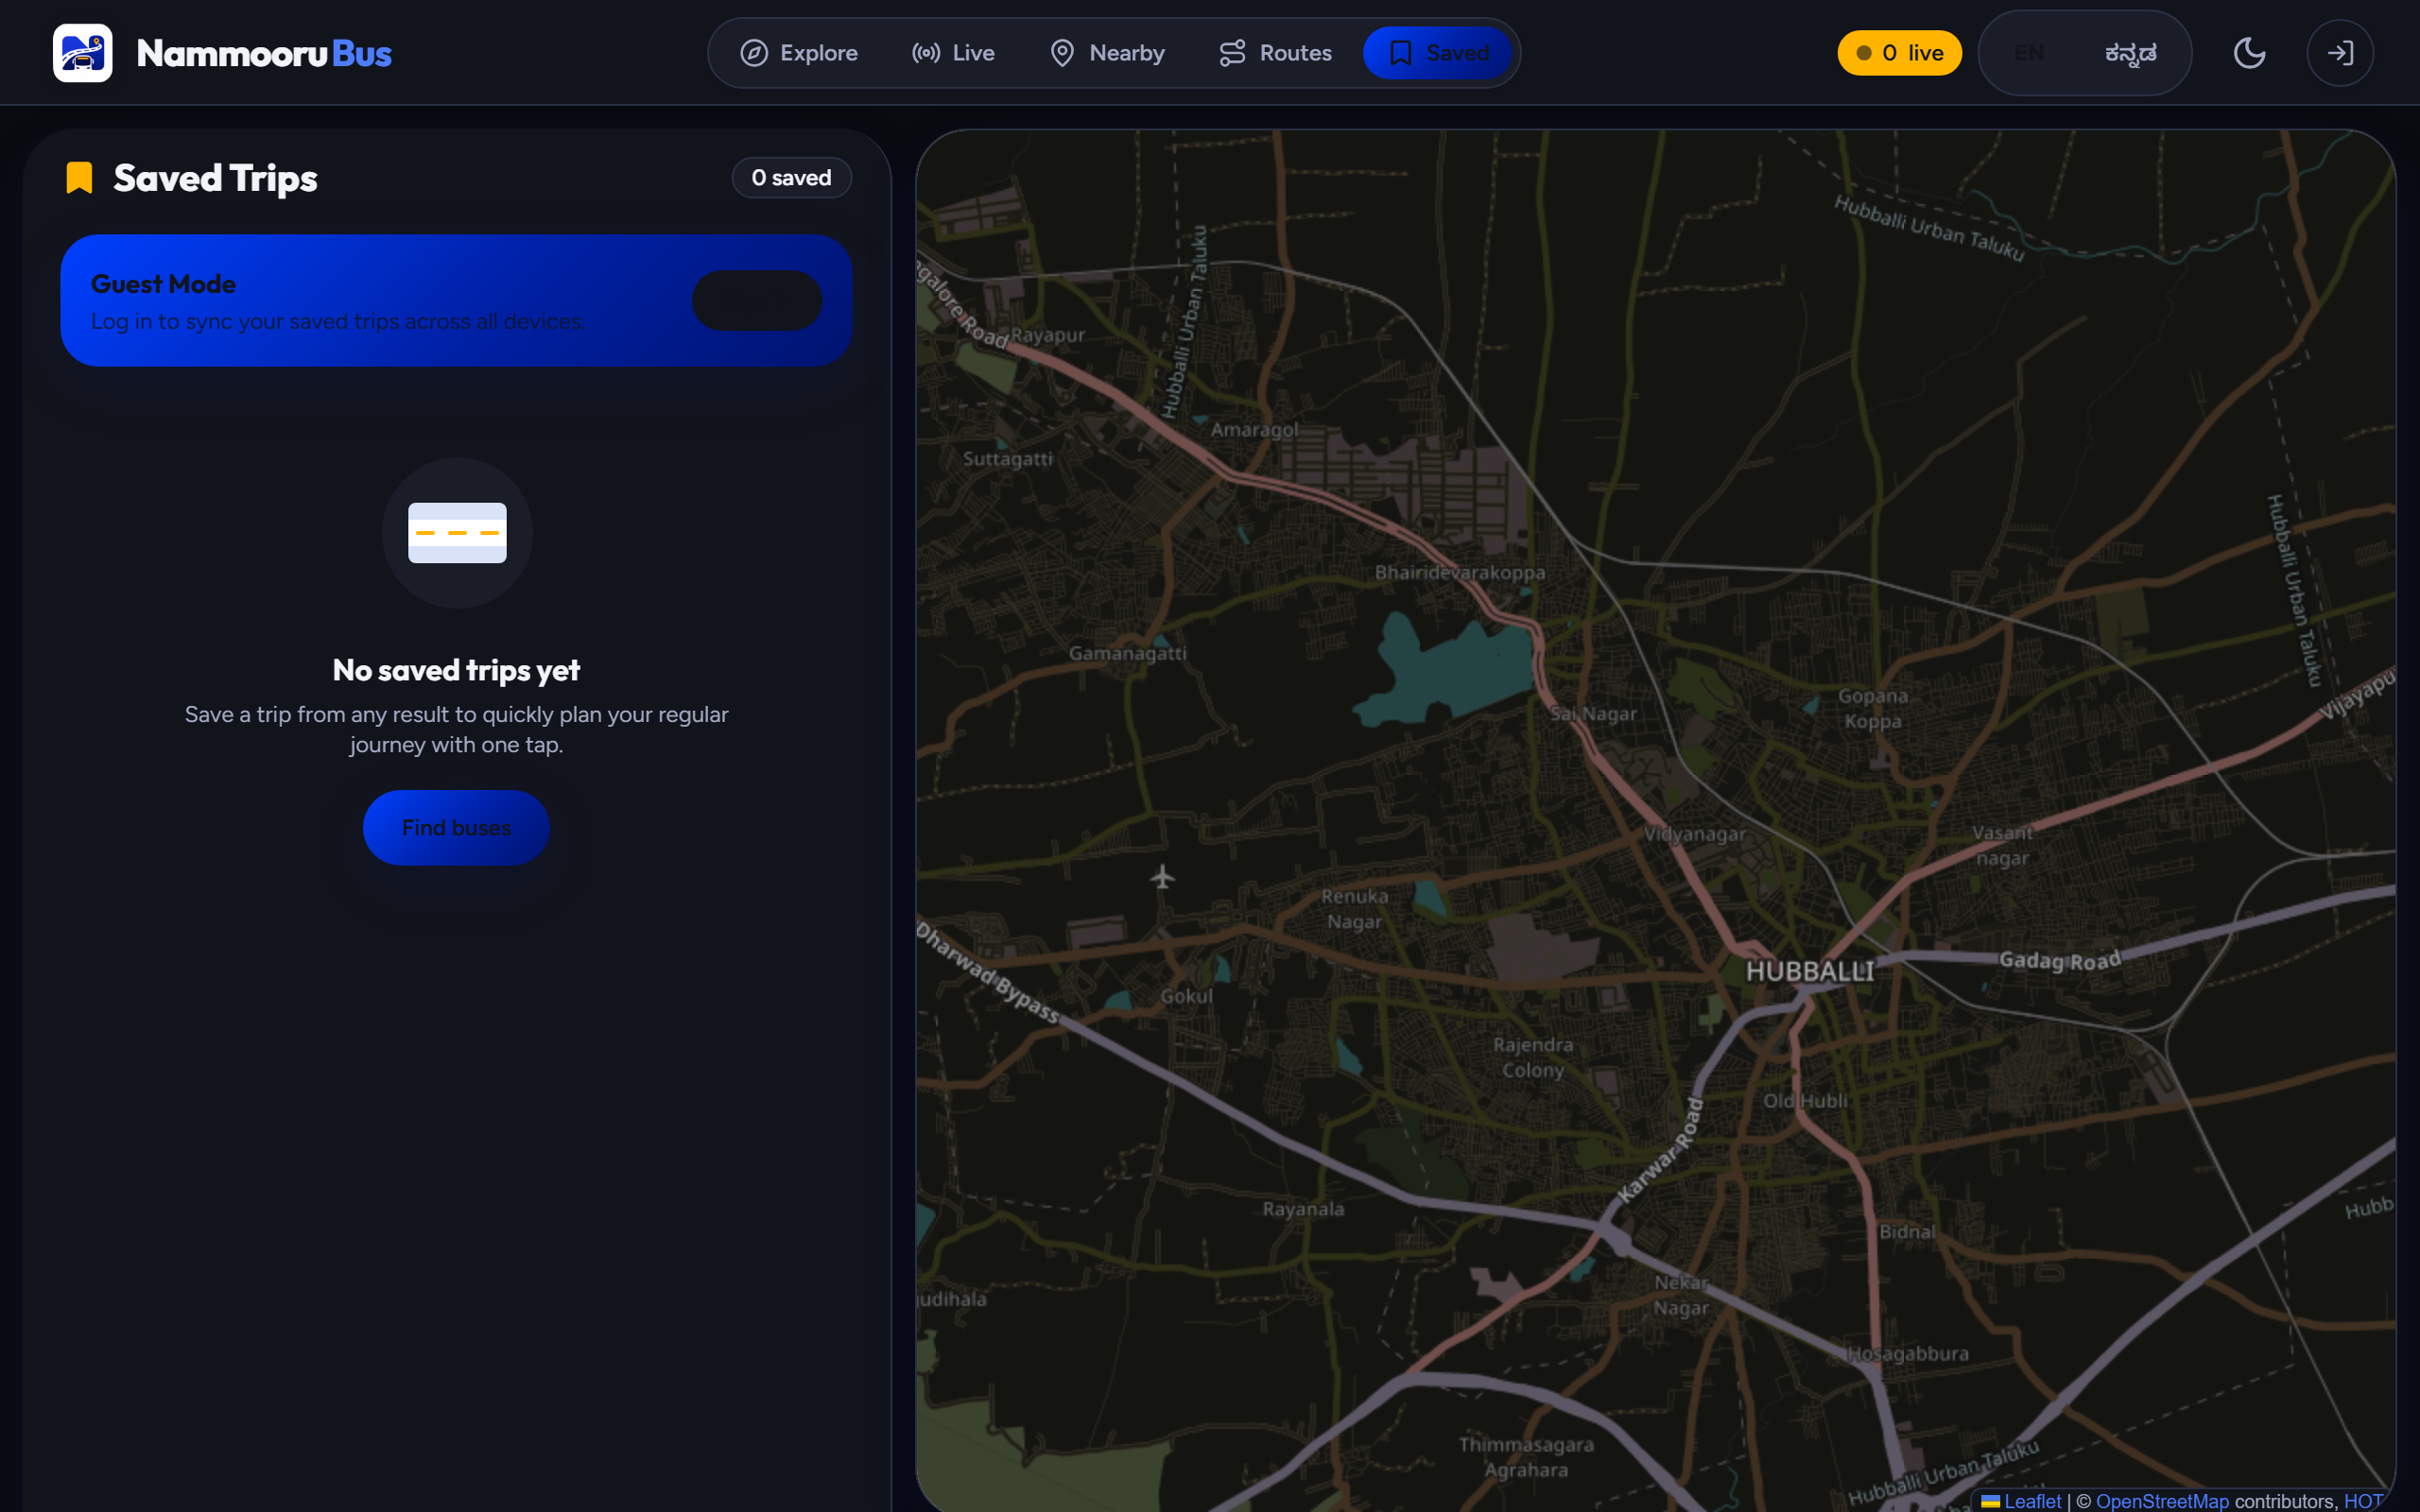 Nammooru Bus
Explore
Live
Nearby
Routes
Saved
0 live
EN
ಕನ್ನಡ
Saved Trips
0 saved
Guest Mode
Log in to sync your saved trips across all devices.
No saved trips yet
Save a trip from any result to quickly plan your regular
journey with one tap.
Find buses
Hubballi Urban Taluku
Hubballi Urban Taluku
Rayapur
Amaragol
Suttagatti
Hubballi Urban Taluku
Bhairidevarakoppa
Gamanagatti
Sai Nagar
Gopana
Koppa
Vidyanagar
Vasant
nagar
Renuka
Nagar
HUBBALLI
Gadag Road
Dharwad Bypass
Gokul
Rajendra
Colony
Old Hubli
Karwar Road
Rayanala
Bidnal
Nekar
Nagar
Hosagabbura
Thimmasagara
Agrahara
Hubballi Urban Taluku
Leaflet | © OpenStreetMap contributors, HOT